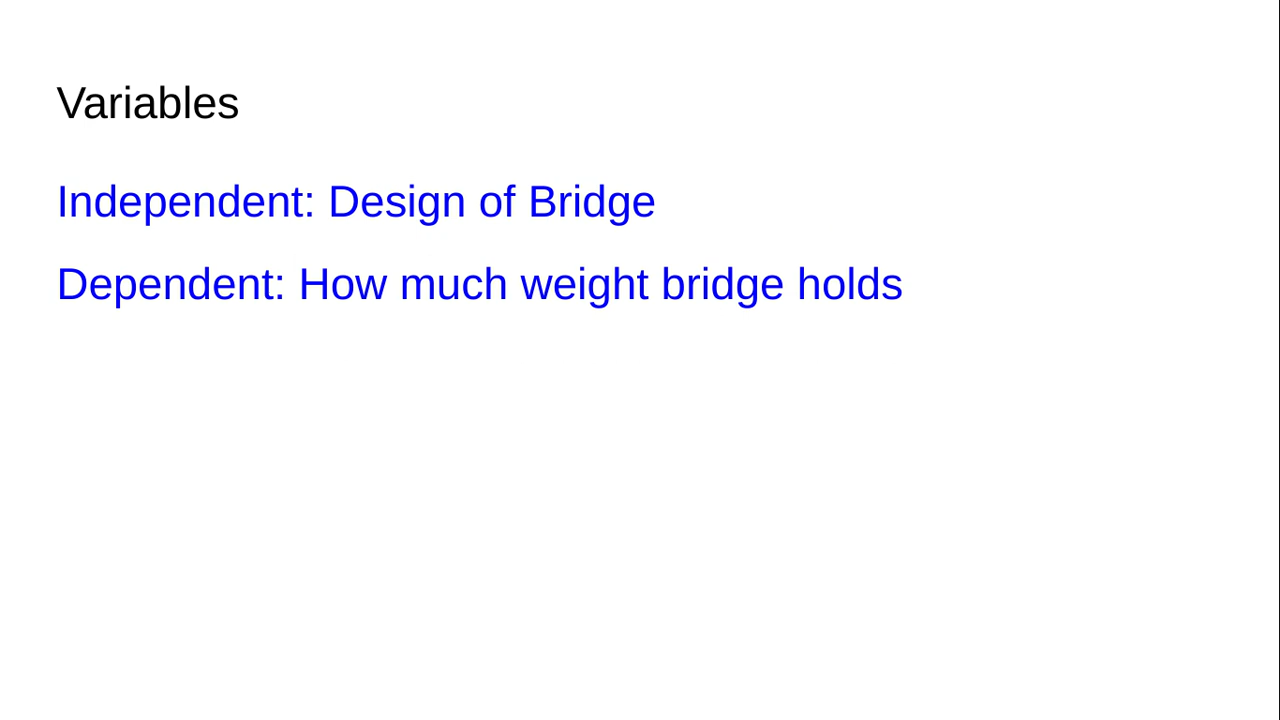 Variables
Independent: Design of Bridge
Dependent: How much weight bridge holds